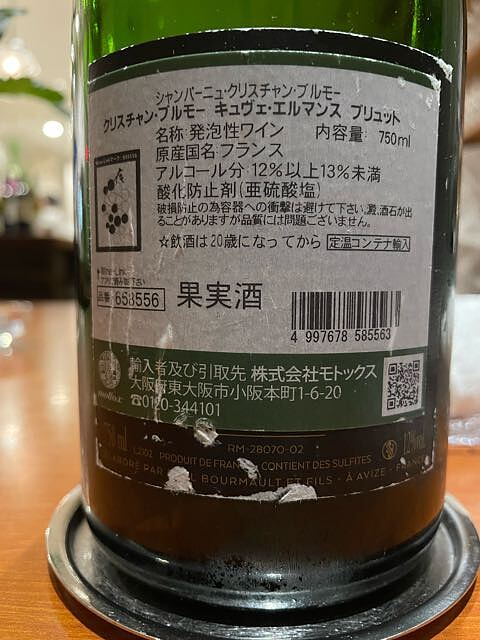 シャンパーニュ・クリスチャン・ブルモー
クリスチャン・ブルモー キュヴェ・エルマンス ブリュット
名称 発泡性ワイン 内容量 750ml
原産国名 フランス
アルコール分 12%以上13%未満
酸化防止剤(亜硫酸塩)
破損防止の為容器への衝撃は避けて下さい。澱、酒石が出
ることがありますが品質には問題ございません。
☆飲酒は20歳になってから 定温コンテナ輸入
品番 658556 果実酒
4 997678 585563
輸入者及び引取先 株式会社モトックス
大阪府東大阪市小阪本町1-6-20
☎0120-344101
mottox
750 ml L2102 RM-28070-02 12%vol
PRODUIT DE FRANCE CONTIENT DES SULFITES
PAR BOURMAULT ET FILS · À AVIZE · FRANCE